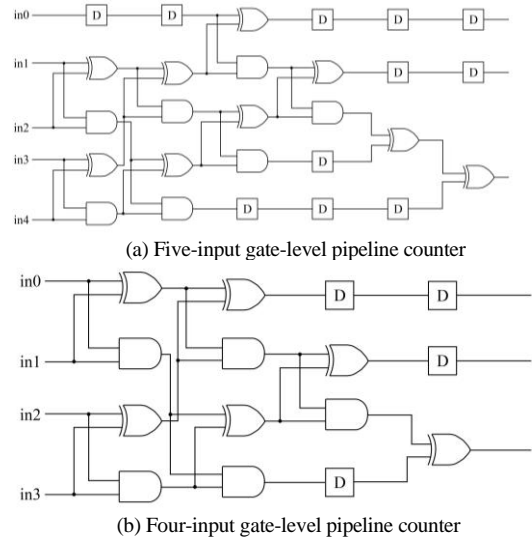 in0 D D D D D
in1 D D
in2
in3 D
in4 D D D
(a) Five-input gate-level pipeline counter
in0 D D
in1 D
in2
in3 D
(b) Four-input gate-level pipeline counter